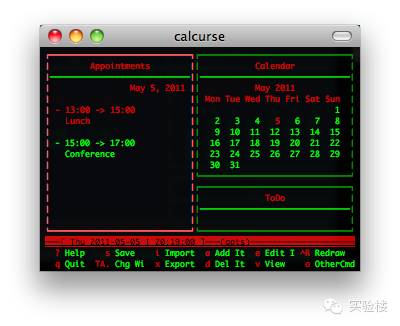 calcurse
Appointments
May 5, 2011
- 13:00 -> 15:00
Lunch
- 15:00 -> 17:00
Conference
Calendar
May 2011
Mon Tue Wed Thu Fri Sat Sun
1
2 3 4 5 6 7 8
9 10 11 12 13 14 15
16 17 18 19 20 21 22
23 24 25 26 27 28 29
30 31
ToDo
---[ Thu 2011-05-05 | 20:19:00 ]---(apts)
? Help s Save i Import a Add It e Edit I ^R Redraw
q Quit TA. Chg Wi x Export d Del It v View o OtherCmd
实验楼